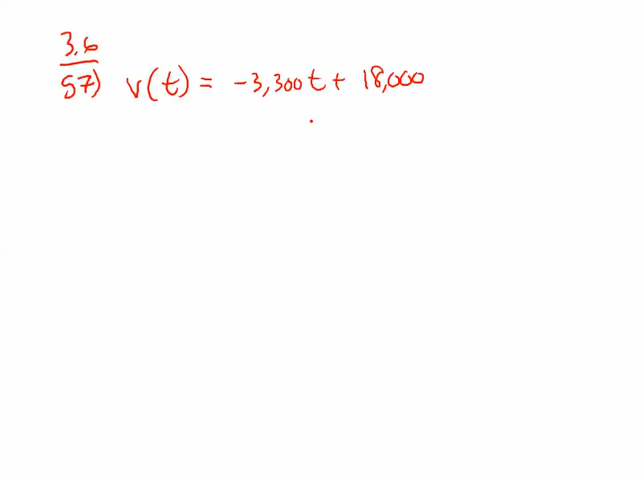 3.6
57) v(t) = -3,300t + 18,000